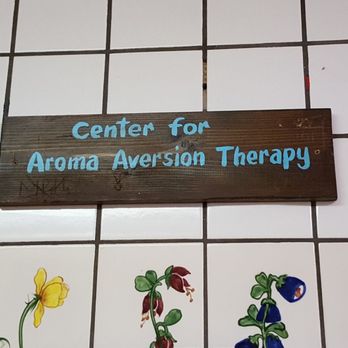 Center for
Aroma Aversion Therapy